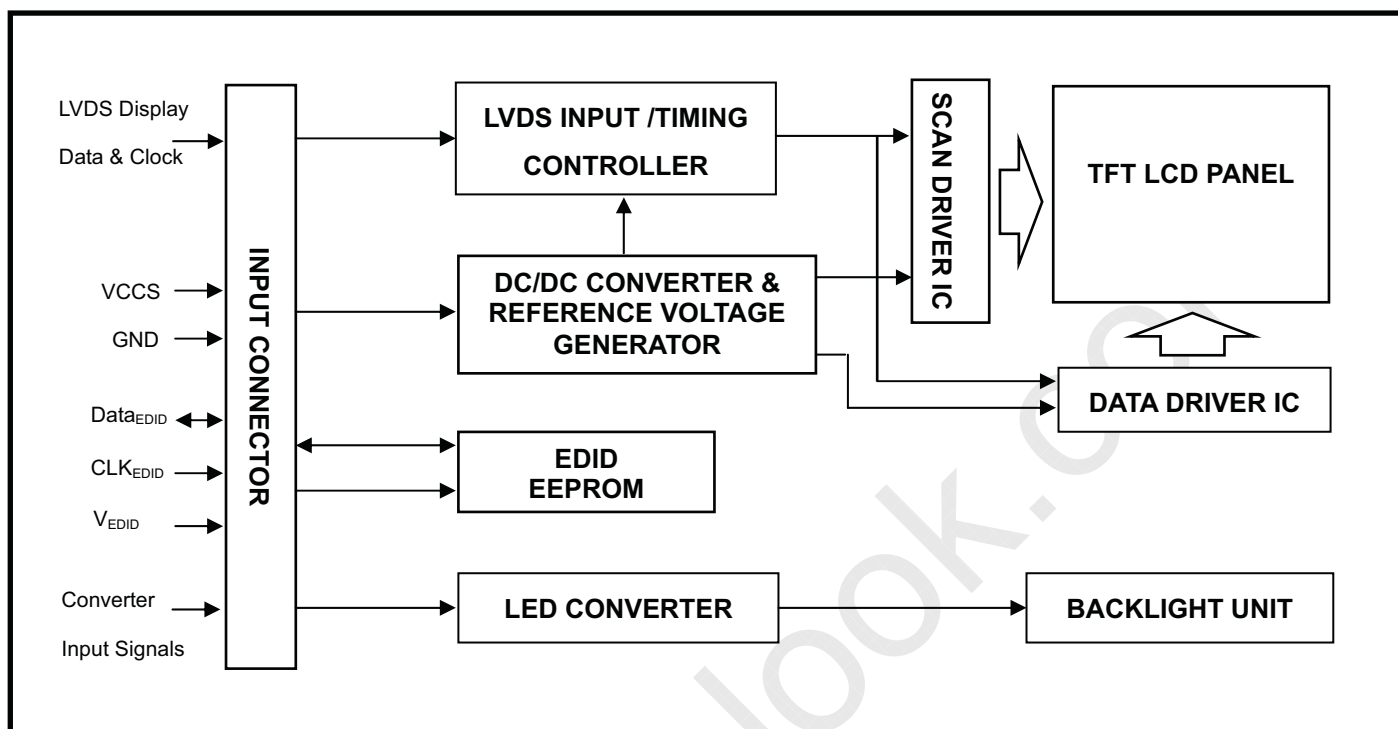 LVDS Display
Data & Clock
VCCS
GND
DataEDID
CLKEDID
VEDID
Converter
Input Signals
INPUT CONNECTOR
LVDS INPUT /TIMING
CONTROLLER
DC/DC CONVERTER &
REFERENCE VOLTAGE
GENERATOR
EDID
EEPROM
LED CONVERTER
SCAN DRIVER IC
TFT LCD PANEL
DATA DRIVER IC
BACKLIGHT UNIT
look.c